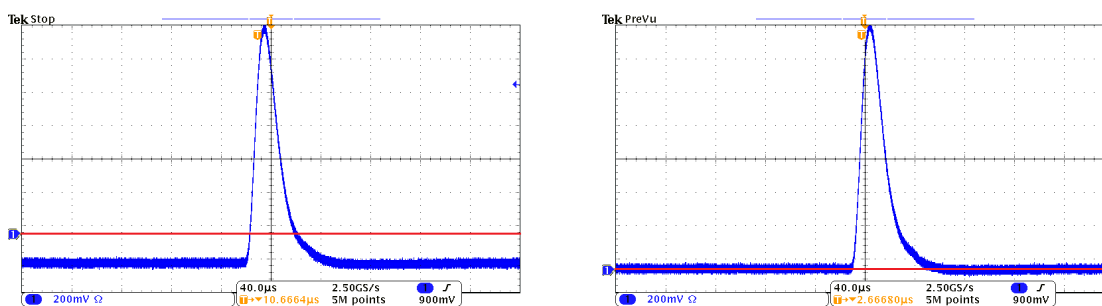 Tek Stop
T
T
1
40.0µs 2.50GS/s 1 ʃ
1 200mV Ω T→▼10.6664µs 5M points 900mV
Tek PreVu
T
T
1
40.0µs 2.50GS/s 1 ʃ
1 200mV Ω T→▼2.66680µs 5M points 900mV